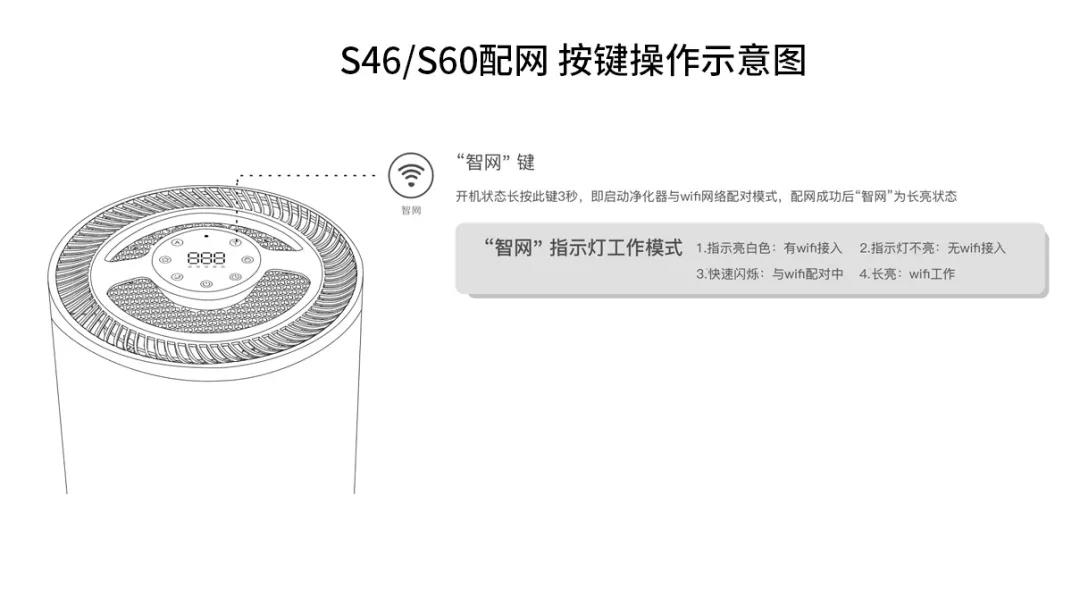 S46/S60配网 按键操作示意图
“智网” 键
智网
开机状态长按此键3秒，即启动净化器与wifi网络配对模式，配网成功后“智网”为长亮状态
“智网” 指示灯工作模式 1.指示亮白色：有wifi接入 2.指示灯不亮：无wifi接入
3.快速闪烁：与wifi配对中 4.长亮：wifi工作
888